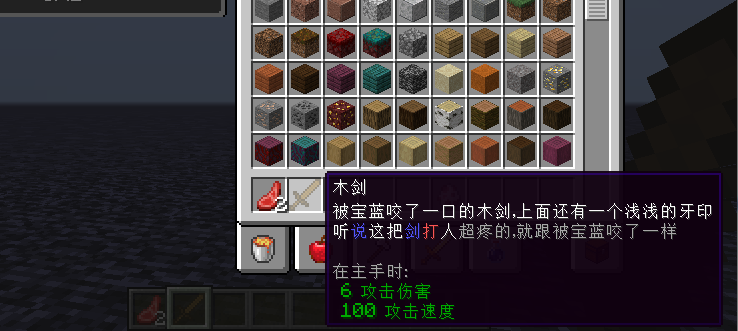 木剑
被宝蓝咬了一口的木剑,上面还有一个浅浅的牙印
听说这把剑打人超疼的,就跟被宝蓝咬了一样
在主手时:
6 攻击伤害
100 攻击速度
2
2